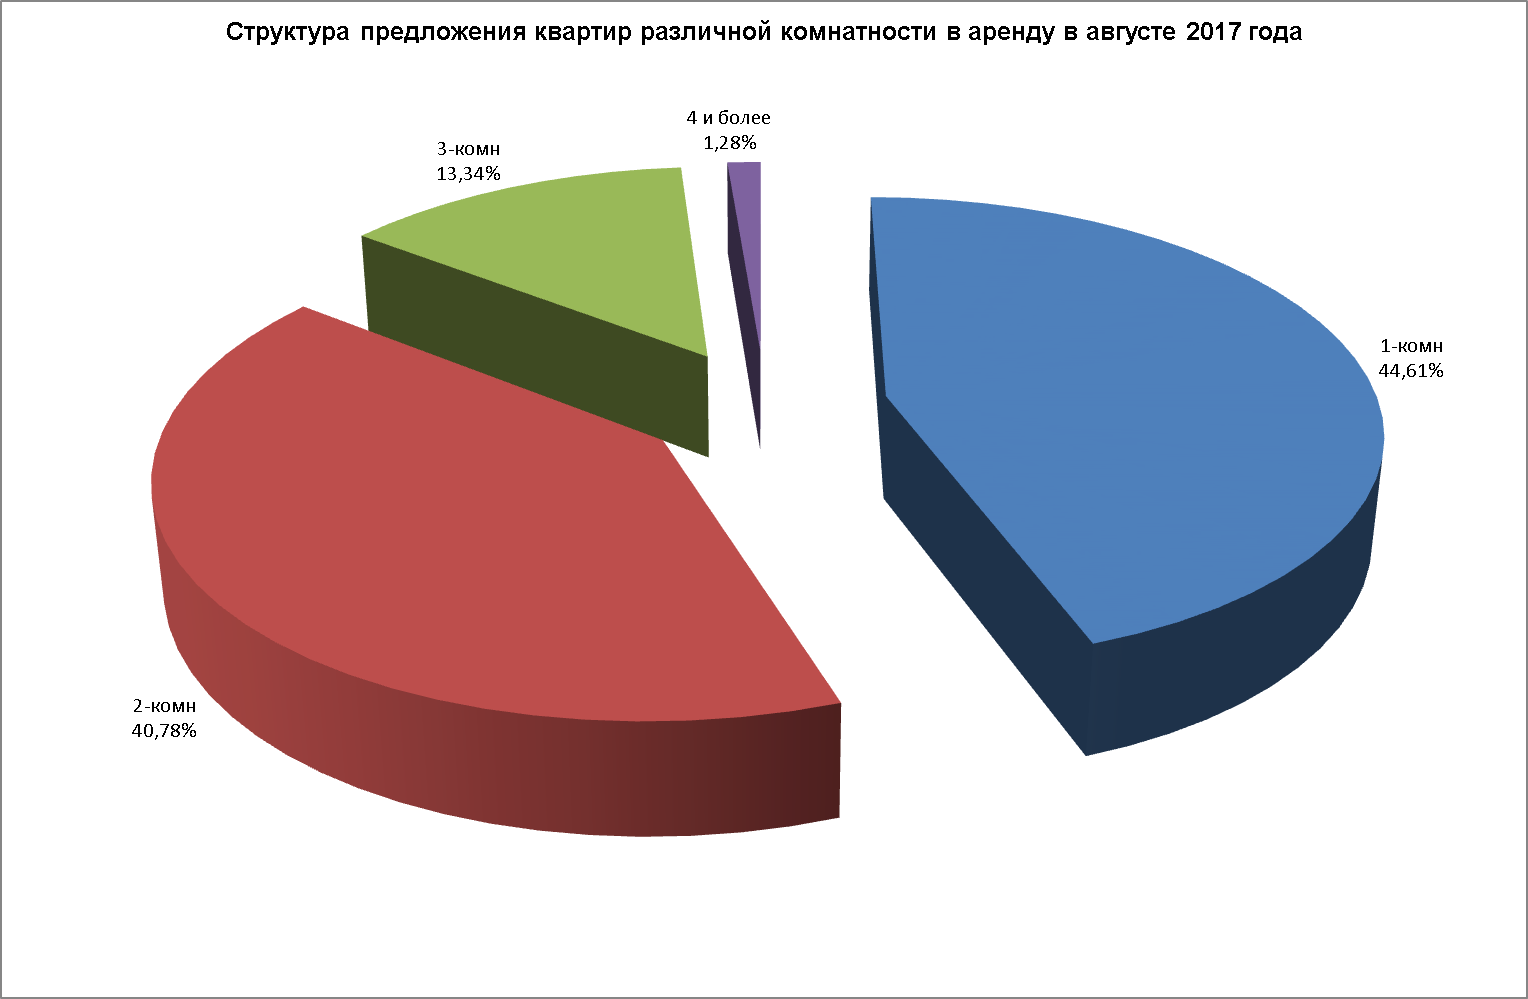 Структура предложения квартир различной комнатности в аренду в августе 2017 года
4 и более
1,28%
3-комн
13,34%
1-комн
44,61%
2-комн
40,78%